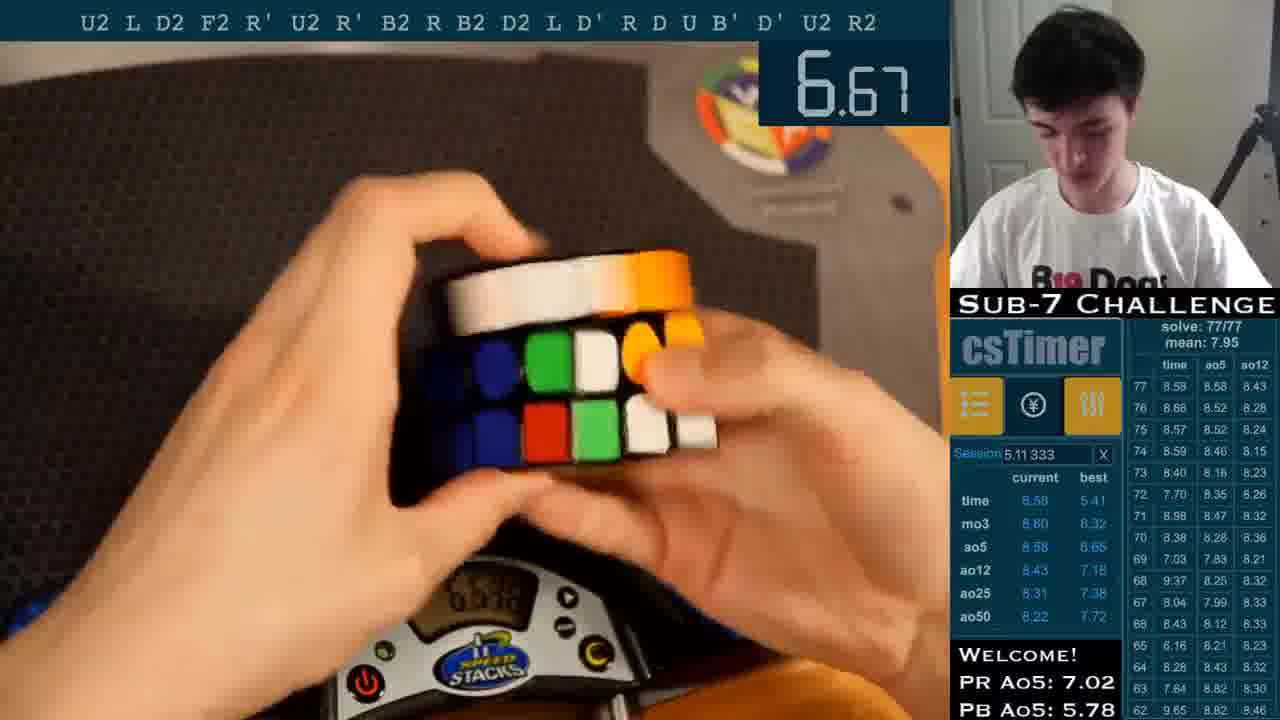 U2 L D2 F2 R' U2 R' B2 R B2 D2 L D' R D U B' D' U2 R2
6.67
Sub-7 Challenge
csTimer
solve: 77/77
mean: 7.95
time ao5 ao12
77 8.59 8.58 8.43
76 8.68 8.52 8.28
75 8.57 8.52 8.24
74 8.59 8.46 8.15
73 8.40 8.16 8.23
72 7.70 8.35 8.26
71 8.98 8.47 8.32
70 8.38 8.28 8.36
69 7.03 7.83 8.21
68 9.37 8.25 8.32
67 8.04 7.99 8.33
66 8.43 8.12 8.33
65 6.16 8.21 8.23
64 8.28 8.43 8.32
63 7.64 8.82 8.30
62 9.65 8.82 8.46
Session 5.11 333 X
current best
time 8.58 5.41
mo3 8.60 8.32
ao5 8.58 6.65
ao12 8.43 7.18
ao25 8.31 7.38
ao50 8.22 7.72
Welcome!
PR Ao5: 7.02
PB Ao5: 5.78
SPEED
STACKS
Big Dogs